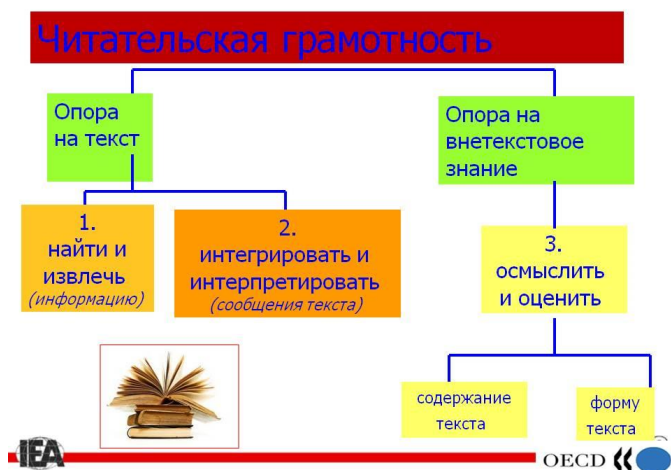 Читательская грамотность
Опора
на текст
Опора на
внетекстовое
знание
1.
найти и
извлечь
(информацию)
2.
интегрировать и
интерпретировать
(сообщения текста)
3.
осмыслить
и оценить
содержание
текста
форму
текста
IEA
OECD